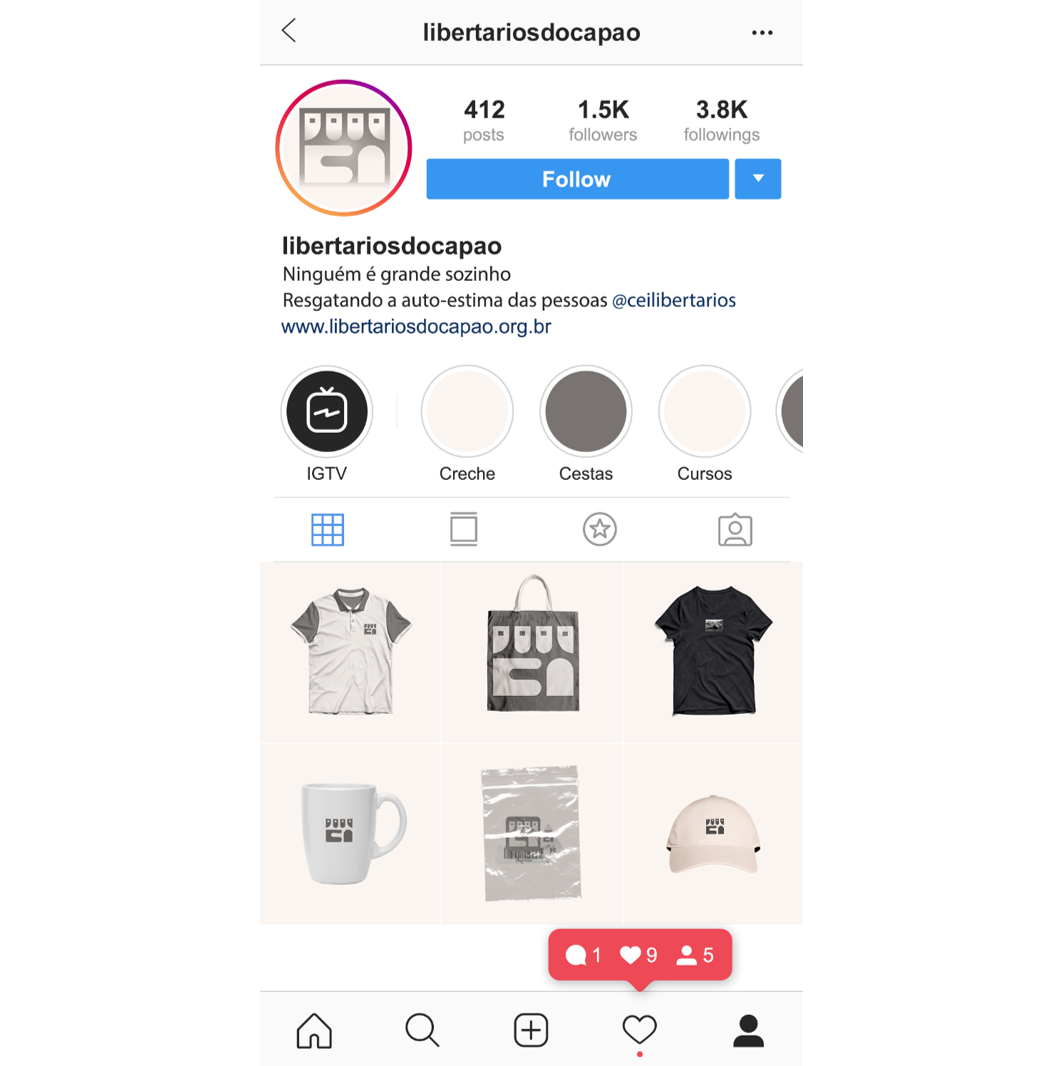 libertariosdocapao
412
1.5K
3.8K
posts
followers
followings
Follow
libertariosdocapao
Ninguém é grande sozinho
Resgatando a auto-estima das pessoas @ceilibertarios
www.libertariosdocapao.org.br
IGTV
Creche
Cestas
Cursos
1 9 5